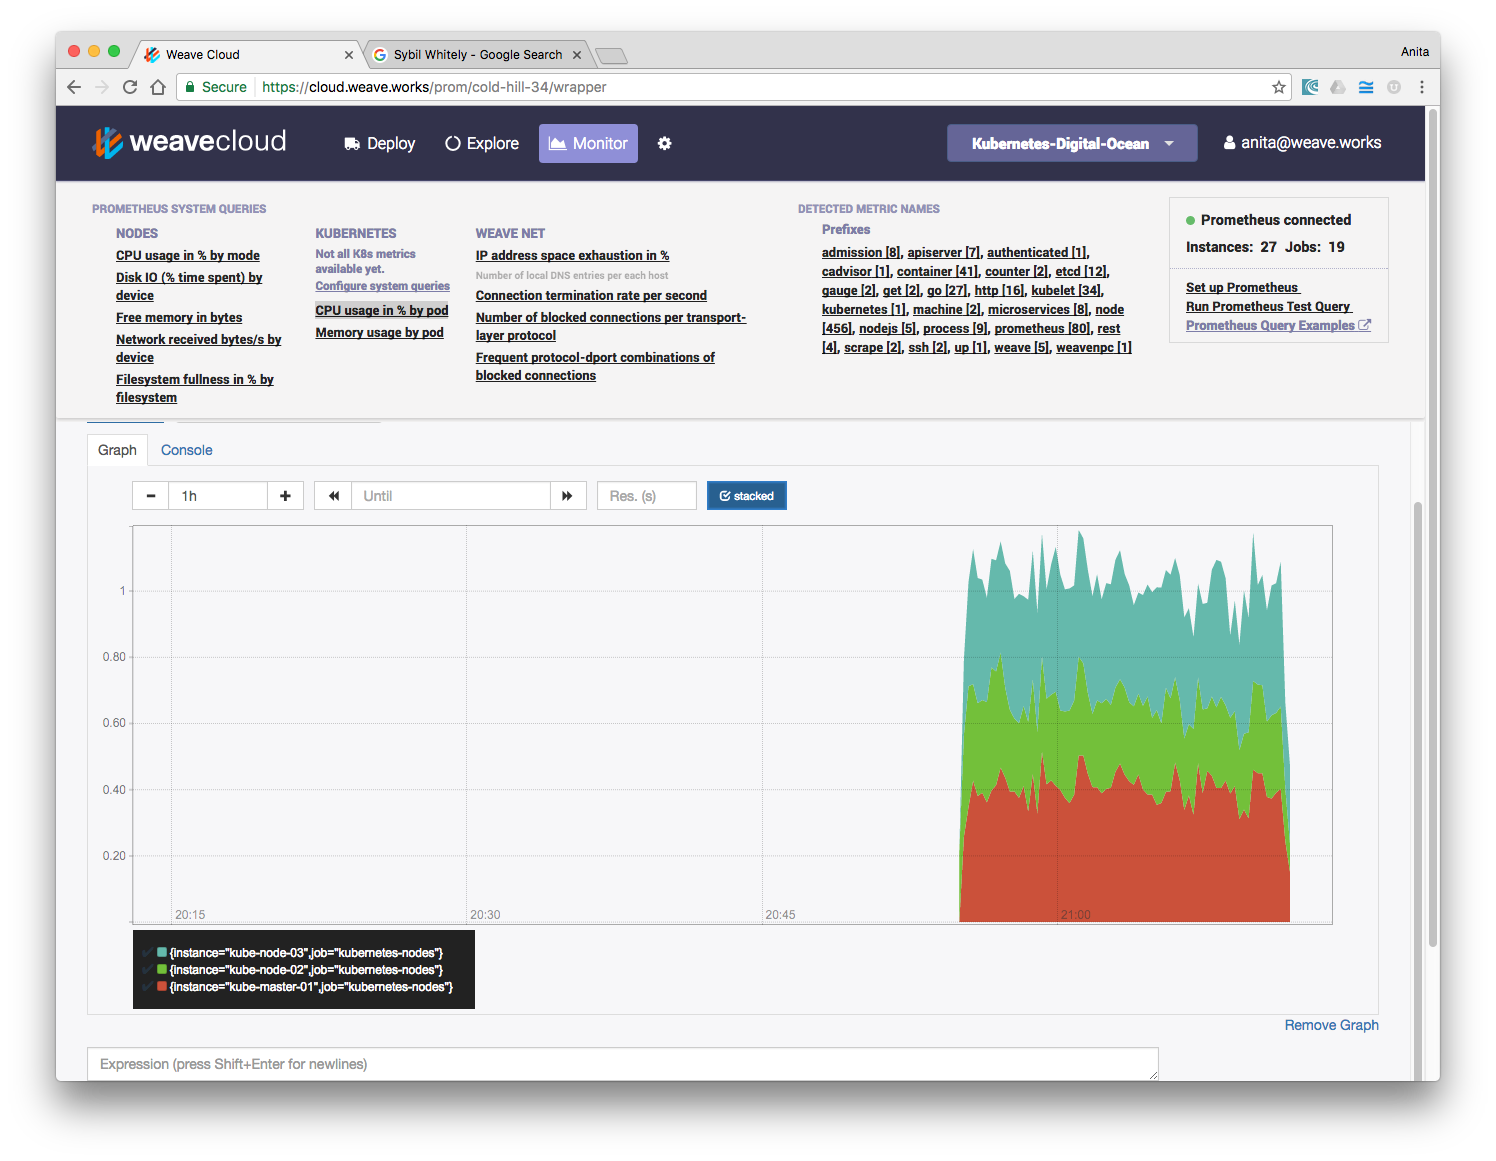 Weave Cloud
Sybil Whitely - Google Search
Anita
Secure
https://cloud.weave.works/prom/cold-hill-34/wrapper
weavecloud
Deploy
Explore
Monitor
Kubernetes-Digital-Ocean
anita@weave.works
PROMETHEUS SYSTEM QUERIES
NODES
CPU usage in % by mode
Disk IO (% time spent) by
device
Free memory in bytes
Network received bytes/s by
device
Filesystem fullness in % by
filesystem
KUBERNETES
Not all K8s metrics
available yet.
Configure system queries
CPU usage in % by pod
Memory usage by pod
WEAVE NET
IP address space exhaustion in %
Number of local DNS entries per each host
Connection termination rate per second
Number of blocked connections per transport-
layer protocol
Frequent protocol-dport combinations of
blocked connections
DETECTED METRIC NAMES
Prefixes
admission [8], apiserver [7], authenticated [1],
cadvisor [1], container [41], counter [2], etcd [12],
gauge [2], get [2], go [27], http [16], kubelet [34],
kubernetes [1], machine [2], microservices [8], node
[456], nodejs [5], process [9], prometheus [80], rest
[4], scrape [2], ssh [2], up [1], weave [5], weavenpc [1]
Prometheus connected
Instances: 27 Jobs: 19
Set up Prometheus
Run Prometheus Test Query
Prometheus Query Examples
Graph
Console
1h
Until
Res. (s)
stacked
1
0.80
0.60
0.40
0.20
20:15
20:30
20:45
21:00
{instance="kube-node-03",job="kubernetes-nodes"}
{instance="kube-node-02",job="kubernetes-nodes"}
{instance="kube-master-01",job="kubernetes-nodes"}
Remove Graph
Expression (press Shift+Enter for newlines)